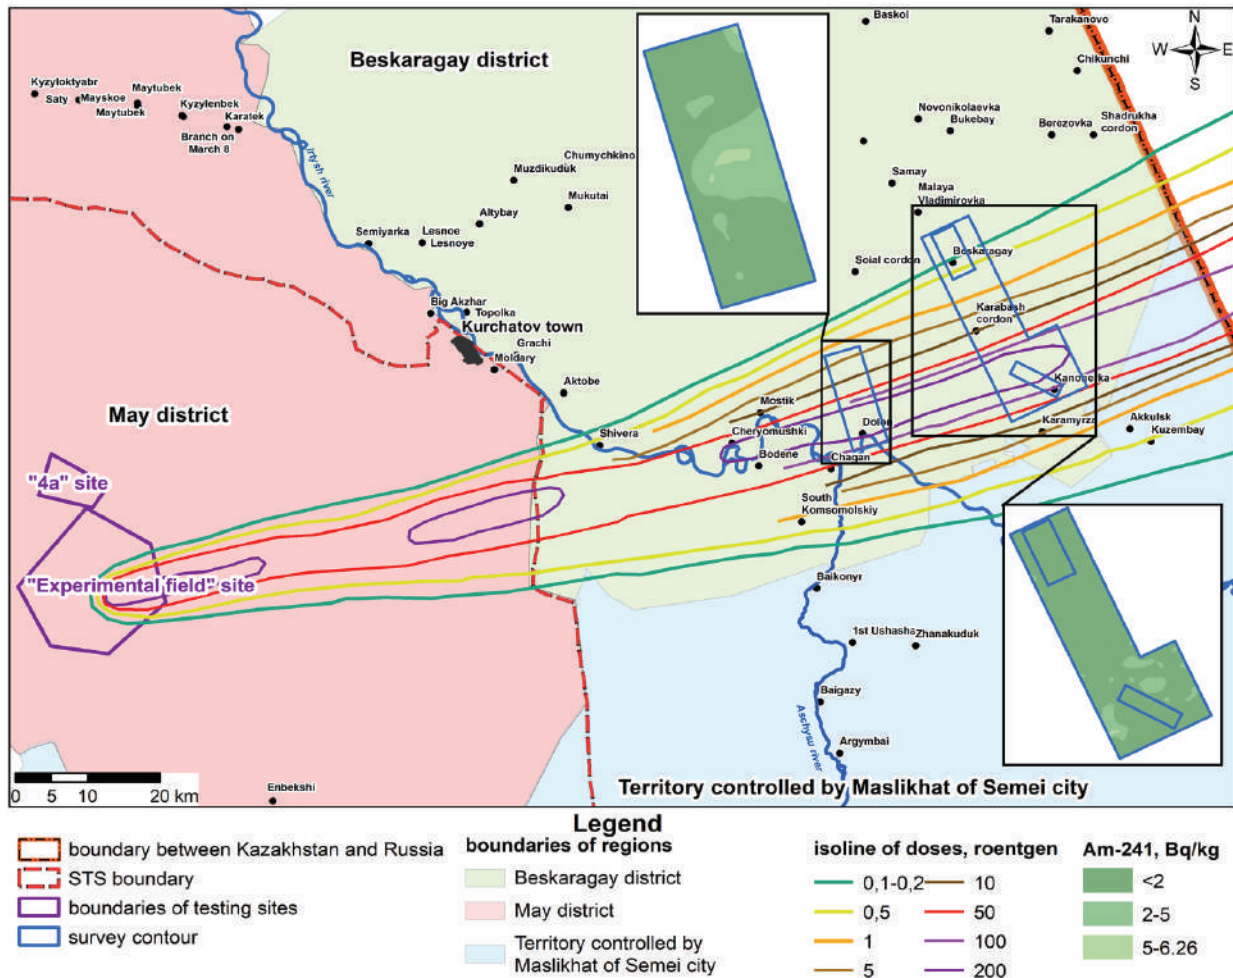 Baskol
Tarakanovo
N
W E
S
Beskaragay district
Chikunchi
Kyzyloktyabr
Saty
Mayskoe
Maytubek
Maytubek
Kyzylenbek
Karatek
Branch on
March 8
Irtysh river
Novonikolaevka
Bukebay
Berezovka
Shadrukha
cordon
Chumychkino
Muzdikuduk
Mukutai
Altybay
Samay
Malaya
Vladimirovka
Semiyarka
Lesnoe
Lesnoye
Beskaragay
Soial cordon
Big Akzhar
Topolka
Kurchatov town
Grachi
Moldary
Karabash
cordon
Aktobe
Kanonerka
May district
Mostik
Shivera
Cheryomushki
Dolon
Karamyrza
Akkulsk
Kuzembay
Bodene
Chagan
"4a" site
South
Komsomolskiy
"Experimental field" site
Baikonyr
1st Ushasha
Zhanakuduk
Baigazy
Aschysu river
Argymbai
0 5 10 20 km
Enbekshi
Territory controlled by Maslikhat of Semei city
Legend
boundary between Kazakhstan and Russia
STS boundary
boundaries of testing sites
survey contour
boundaries of regions
Beskaragay district
May district
Territory controlled by
Maslikhat of Semei city
isoline of doses, roentgen
0,1-0,2
0,5
1
5
10
50
100
200
Am-241, Bq/kg
<2
2-5
5-6.26